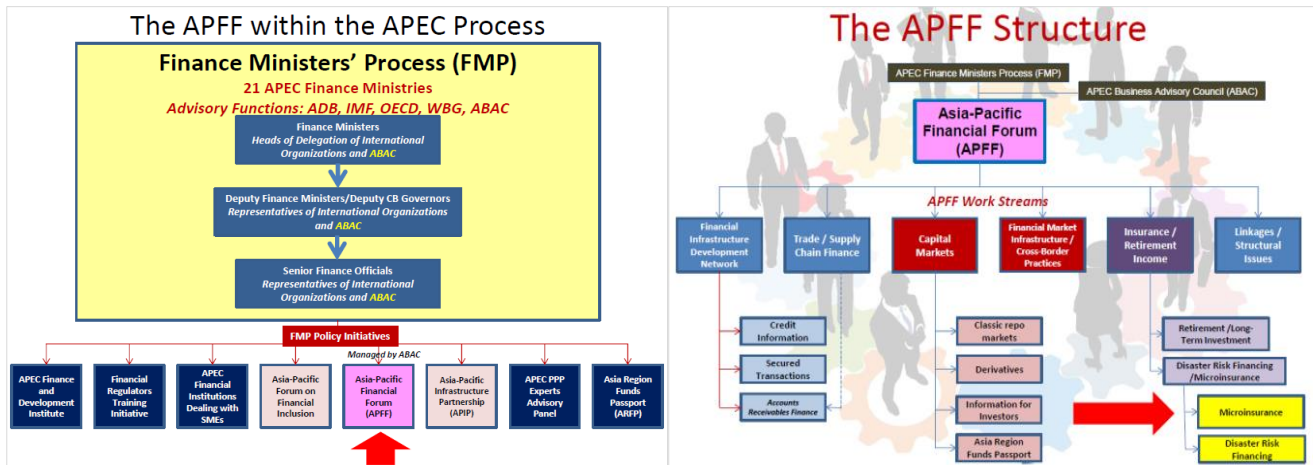 The APFF within the APEC Process
Finance Ministers' Process (FMP)
21 APEC Finance Ministries
Advisory Functions: ADB, IMF, OECD, WBG, ABAC
Finance Ministers
Heads of Delegation of International
Organizations and ABAC
Deputy Finance Ministers/Deputy CB Governors
Representatives of International Organizations
and ABAC
Senior Finance Officials
Representatives of International
Organizations and ABAC
FMP Policy Initiatives
Managed by ABAC
APEC Finance
and
Development
Institute
Financial
Regulators
Training
Initiative
APEC
Financial
Institutions
Dealing with
SMEs
Asia-Pacific
Forum on
Financial
Inclusion
Asia-Pacific
Financial
Forum
(APFF)
Asia-Pacific
Infrastructure
Partnership
(APIP)
APEC PPP
Experts
Advisory
Panel
Asia Region
Funds
Passport
(ARFP)
The APFF Structure
APEC Finance Ministers Process (FMP)
APEC Business Advisory Council (ABAC)
Asia-Pacific
Financial Forum
(APFF)
APFF Work Streams
Financial
Infrastructure
Development
Network
Trade / Supply
Chain Finance
Capital
Markets
Financial Market
Infrastructure /
Cross-Border
Practices
Insurance /
Retirement
Income
Linkages /
Structural
Issues
Credit
Information
Secured
Transactions
Accounts
Receivables Finance
Classic repo
markets
Derivatives
Information for
Investors
Asia Region
Funds Passport
Retirement /Long-
Term Investment
Disaster Risk Financing
/Microinsurance
Microinsurance
Disaster Risk
Financing